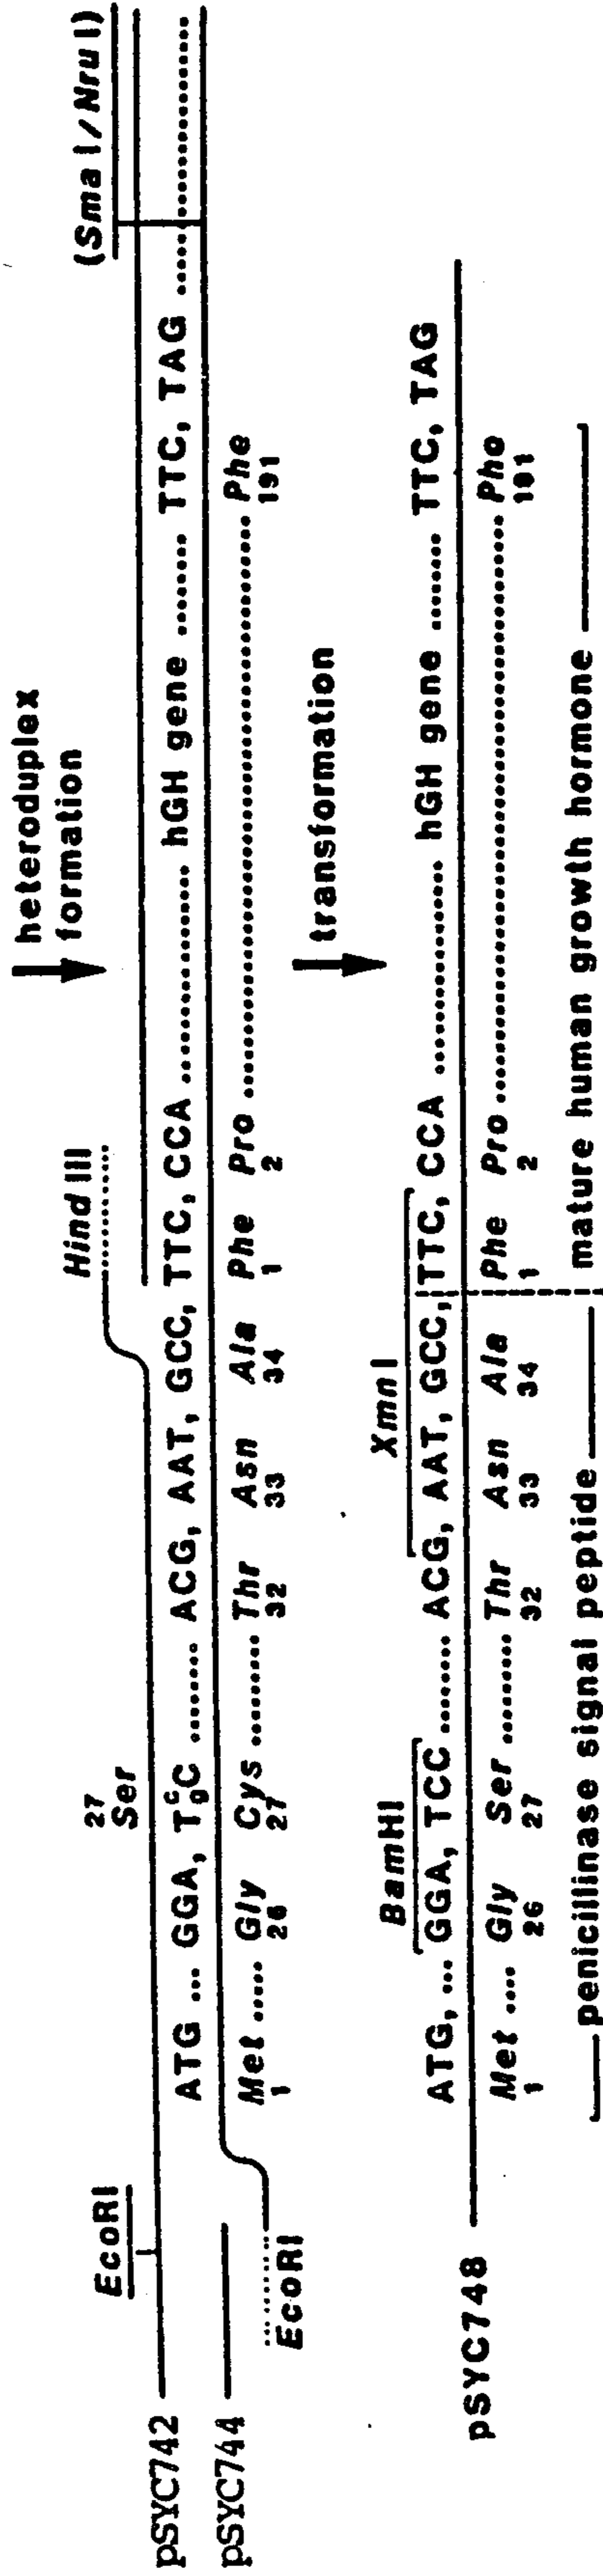 heteroduplex
formation
EcoRI
27
Ser
Hind III
(Sma I/Nru I)
pSYC742
ATG ... GGA, TCgC ........ ACG, AAT, GCC, TTC, CCA .............. hGH gene ........ TTC, TAG ....................
pSYC744
EcoRI
Met ..... Gly Cys ......... Thr Asn Ala Phe Pro ........................................ Phe
1 26 27 32 33 34 1 2 191
transformation
BamHI
XmnI
ATG, ... GGA, TCC ........ ACG, AAT, GCC, TTC, CCA .............. hGH gene ........ TTC, TAG
pSYC748
Met .... Gly Ser ......... Thr Asn Ala Phe Pro ........................................ Phe
1 26 27 32 33 34 1 2 191
penicillinase signal peptide mature human growth hormone